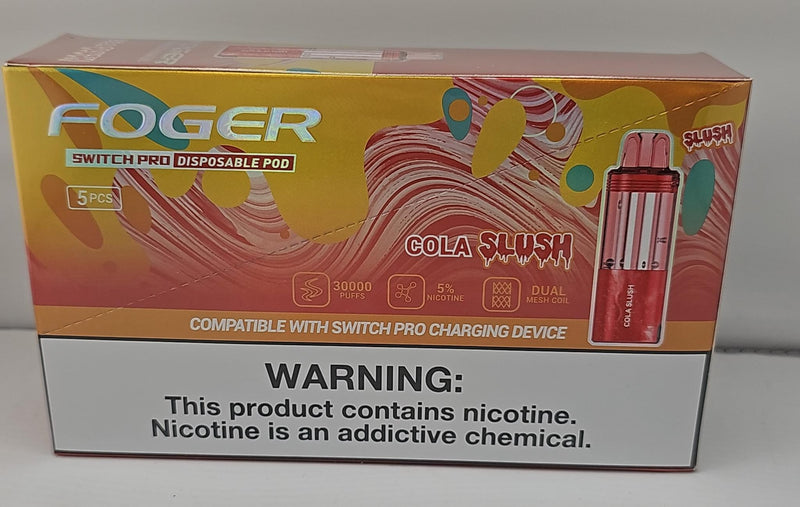 FOGER
SWITCH PRO DISPOSABLE POD
5 PCS
SLUSH
COLA SLUSH
30000 PUFFS
5% NICOTINE
DUAL MESH COIL
COLA SLUSH
COMPATIBLE WITH SWITCH PRO CHARGING DEVICE
WARNING:
This product contains nicotine.
Nicotine is an addictive chemical.